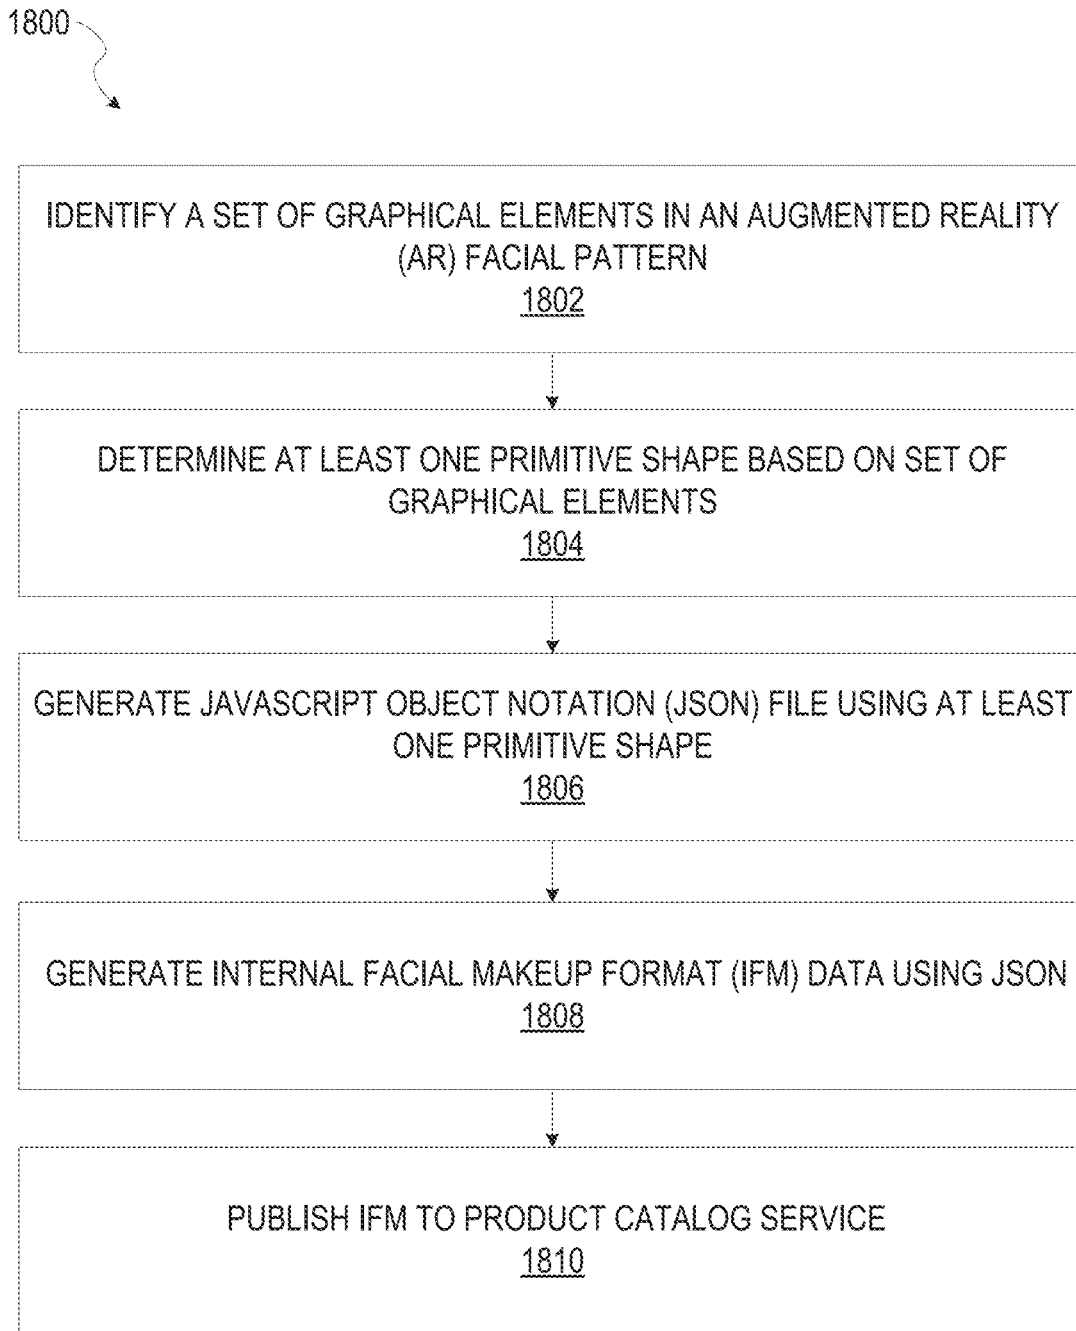 1800
IDENTIFY A SET OF GRAPHICAL ELEMENTS IN AN AUGMENTED REALITY
(AR) FACIAL PATTERN
1802
DETERMINE AT LEAST ONE PRIMITIVE SHAPE BASED ON SET OF
GRAPHICAL ELEMENTS
1804
GENERATE JAVASCRIPT OBJECT NOTATION (JSON) FILE USING AT LEAST
ONE PRIMITIVE SHAPE
1806
GENERATE INTERNAL FACIAL MAKEUP FORMAT (IFM) DATA USING JSON
1808
PUBLISH IFM TO PRODUCT CATALOG SERVICE
1810